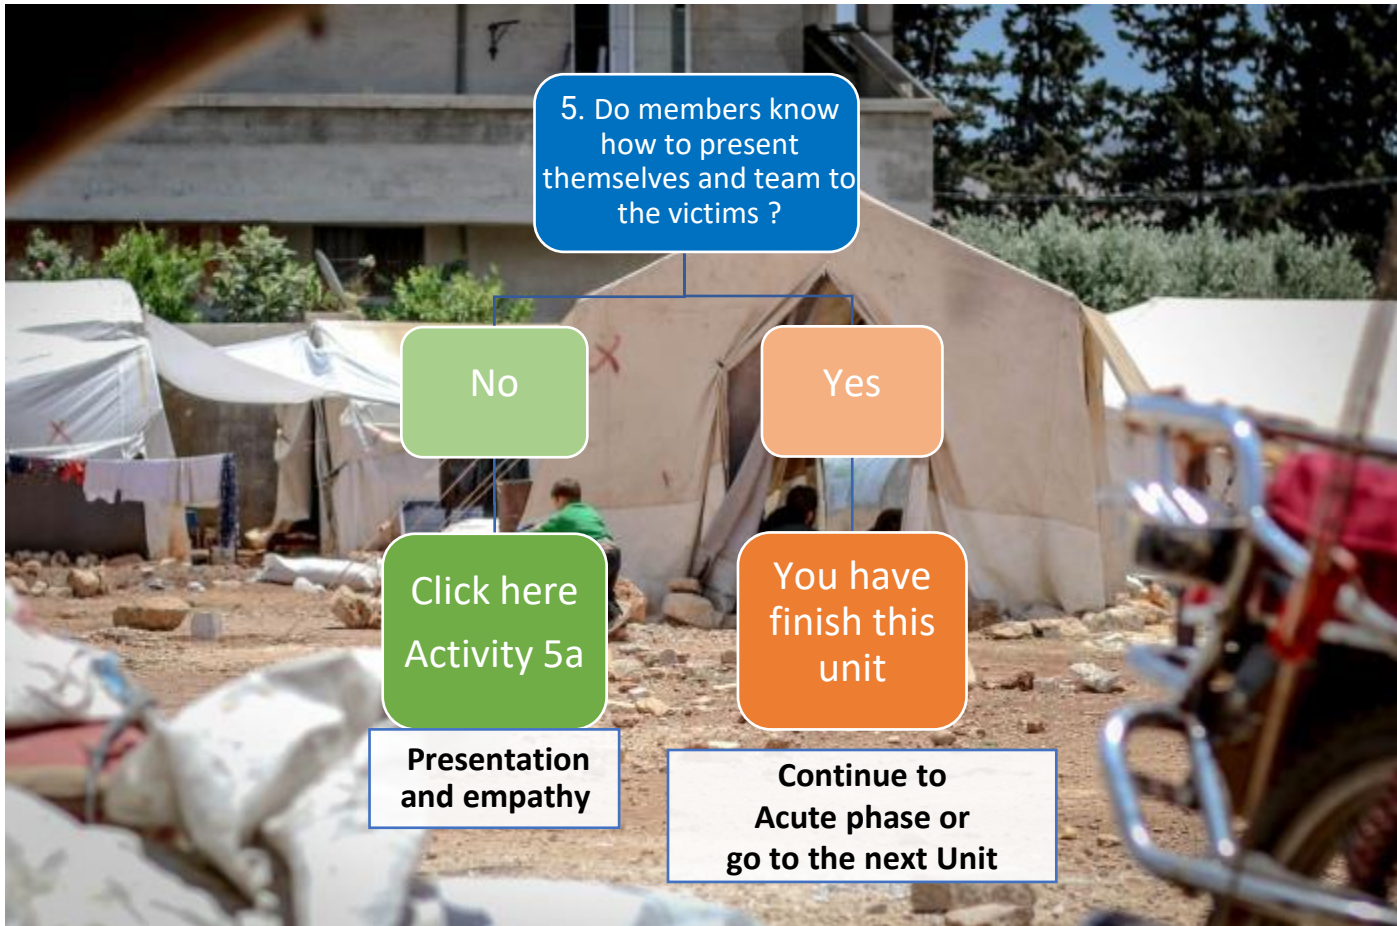 5. Do members know
how to present
themselves and team to
the victims ?
No
Yes
Click here
Activity 5a
You have
finish this
unit
Presentation
and empathy
Continue to
Acute phase or
go to the next Unit